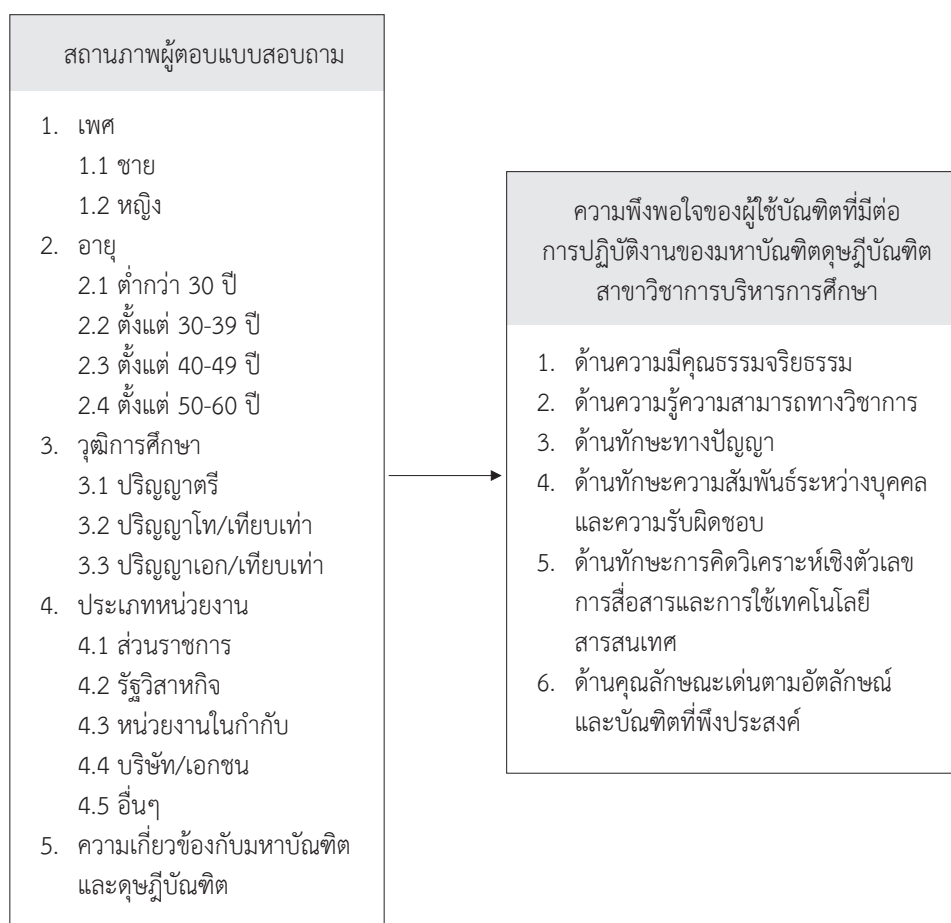 สถานภาพผู้ตอบแบบสอบถาม
1. เพศ
1.1 ชาย
1.2 หญิง
2. อายุ
2.1 ต่ำกว่า 30 ปี
2.2 ตั้งแต่ 30-39 ปี
2.3 ตั้งแต่ 40-49 ปี
2.4 ตั้งแต่ 50-60 ปี
3. วุฒิการศึกษา
3.1 ปริญญาตรี
3.2 ปริญญาโท/เทียบเท่า
3.3 ปริญญาเอก/เทียบเท่า
4. ประเภทหน่วยงาน
4.1 ส่วนราชการ
4.2 รัฐวิสาหกิจ
4.3 หน่วยงานในกำกับ
4.4 บริษัท/เอกชน
4.5 อื่นๆ
5. ความเกี่ยวข้องกับมหาบัณฑิต
และดุษฎีบัณฑิต
ความพึงพอใจของผู้ใช้บัณฑิตที่มีต่อ
การปฏิบัติงานของมหาบัณฑิตดุษฎีบัณฑิต
สาขาวิชาการบริหารการศึกษา
1. ด้านความมีคุณธรรมจริยธรรม
2. ด้านความรู้ความสามารถทางวิชาการ
3. ด้านทักษะทางปัญญา
4. ด้านทักษะความสัมพันธ์ระหว่างบุคคล
และความรับผิดชอบ
5. ด้านทักษะการคิดวิเคราะห์เชิงตัวเลข
การสื่อสารและการใช้เทคโนโลยี
สารสนเทศ
6. ด้านคุณลักษณะเด่นตามอัตลักษณ์
และบัณฑิตที่พึงประสงค์